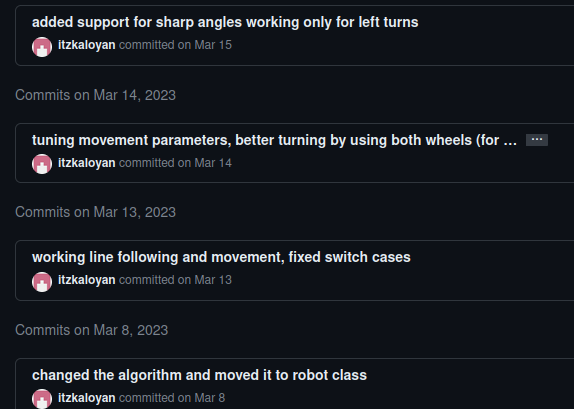 added support for sharp angles working only for left turns
itzkaloyan committed on Mar 15
Commits on Mar 14, 2023
tuning movement parameters, better turning by using both wheels (for ... ...
itzkaloyan committed on Mar 14
Commits on Mar 13, 2023
working line following and movement, fixed switch cases
itzkaloyan committed on Mar 13
Commits on Mar 8, 2023
changed the algorithm and moved it to robot class
itzkaloyan committed on Mar 8